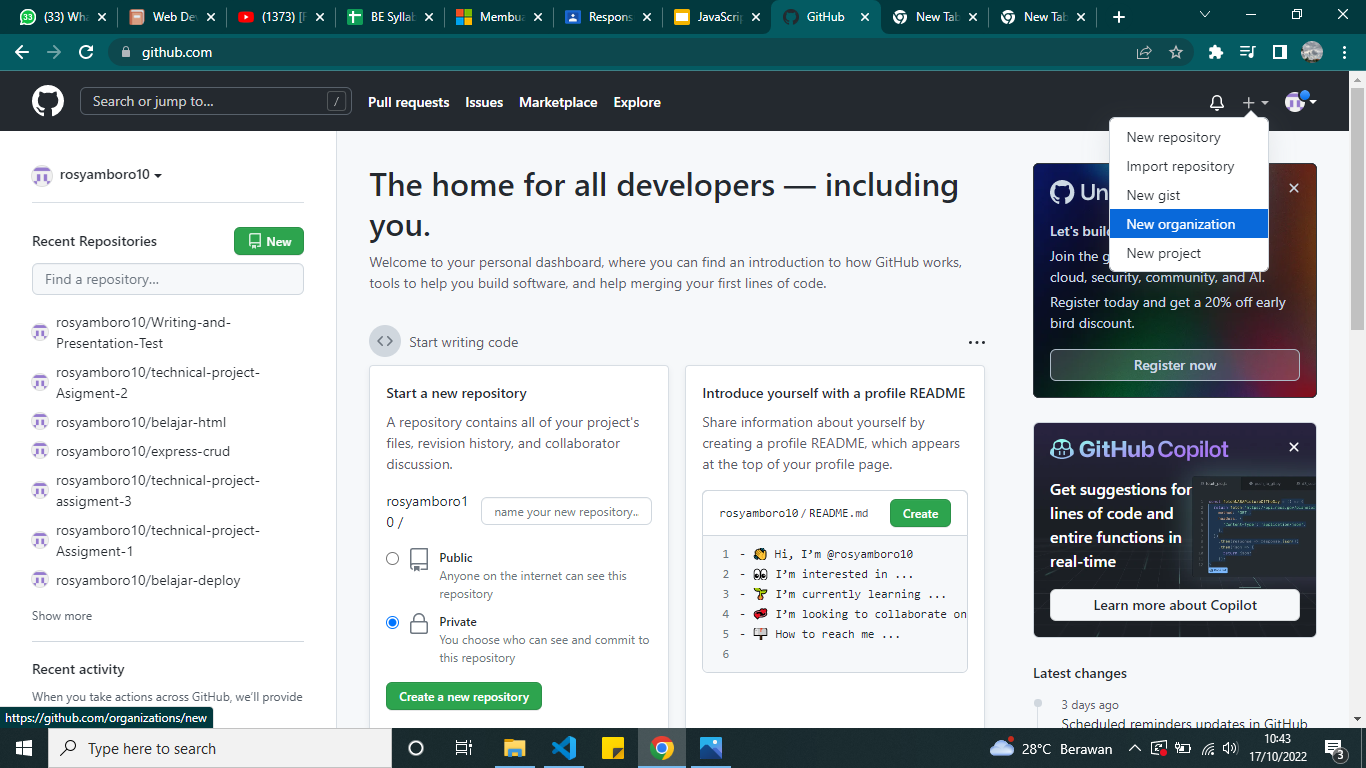 (33) Wha
Web Dev
(1373) [F
BE Syllab
Membua
Respons
JavaScrip
GitHub
New Tab
New Tab
github.com
Search or jump to...
/
Pull requests
Issues
Marketplace
Explore
New repository
Import repository
New gist
New organization
New project
rosyamboro10
Recent Repositories
New
Find a repository...
rosyamboro10/Writing-and-
Presentation-Test
rosyamboro10/technical-project-
Asigment-2
rosyamboro10/belajar-html
rosyamboro10/express-crud
rosyamboro10/technical-project-
assigment-3
rosyamboro10/technical-project-
Assigment-1
rosyamboro10/belajar-deploy
Show more
Recent activity
When you take actions across GitHub, we'll provide
https://github.com/organizations/new
The home for all developers — including
you.
Welcome to your personal dashboard, where you can find an introduction to how GitHub works,
tools to help you build software, and help merging your first lines of code.
Start writing code
Start a new repository
A repository contains all of your project's
files, revision history, and collaborator
discussion.
rosyamboro1
0 /
name your new repository...
Public
Anyone on the internet can see this
repository
Private
You choose who can see and commit to
this repository
Create a new repository
Introduce yourself with a profile README
Share information about yourself by
creating a profile README, which appears
at the top of your profile page.
rosyamboro10 / README.md
Create
1 - 👋 Hi, I'm @rosyamboro10
2 - 👀 I'm interested in ...
3 - 🌱 I'm currently learning ...
4 - 💞️ I'm looking to collaborate on
5 - 📫 How to reach me ...
6
Un
Let's buil
Join the g
cloud, security, community, and AI.
Register today and get a 20% off early
bird discount.
Register now
GitHub Copilot
Get suggestions for
lines of code and
entire functions in
real-time
Learn more about Copilot
Latest changes
3 days ago
Scheduled reminders updates in GitHub
Type here to search
28°C Berawan
10:43
17/10/2022
3